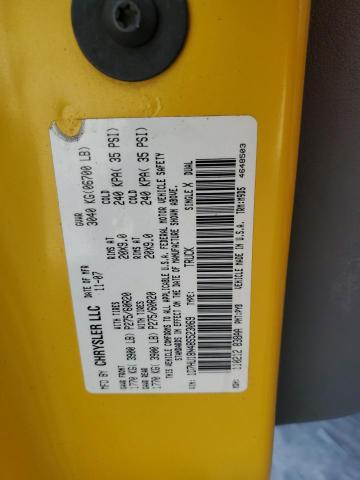 MFD BY CHRYSLER LLC
DATE OF MFR 11-07 GVWR 3040 KG(06700 LB)
GAWR FRONT WITH TIRES RIMS AT COLD
1770 KG( 3900 LB) P275/60R20 20X9.0 240 KPA( 35 PSI)
GAWR REAR WITH TIRES RIMS AT COLD
1770 KG( 3900 LB) P275/60R20 20X9.0 240 KPA( 35 PSI)
THIS VEHICLE CONFORMS TO ALL APPLICABLE U.S.A. FEDERAL MOTOR VEHICLE SAFETY
STANDARDS IN EFFECT ON THE DATE OF MANUFACTURE SHOWN ABOVE.
VIN: 1D7HU18N48S523069 TRUCK SINGLE X DUAL
VEHICLE MADE IN U.S.A. 4648503